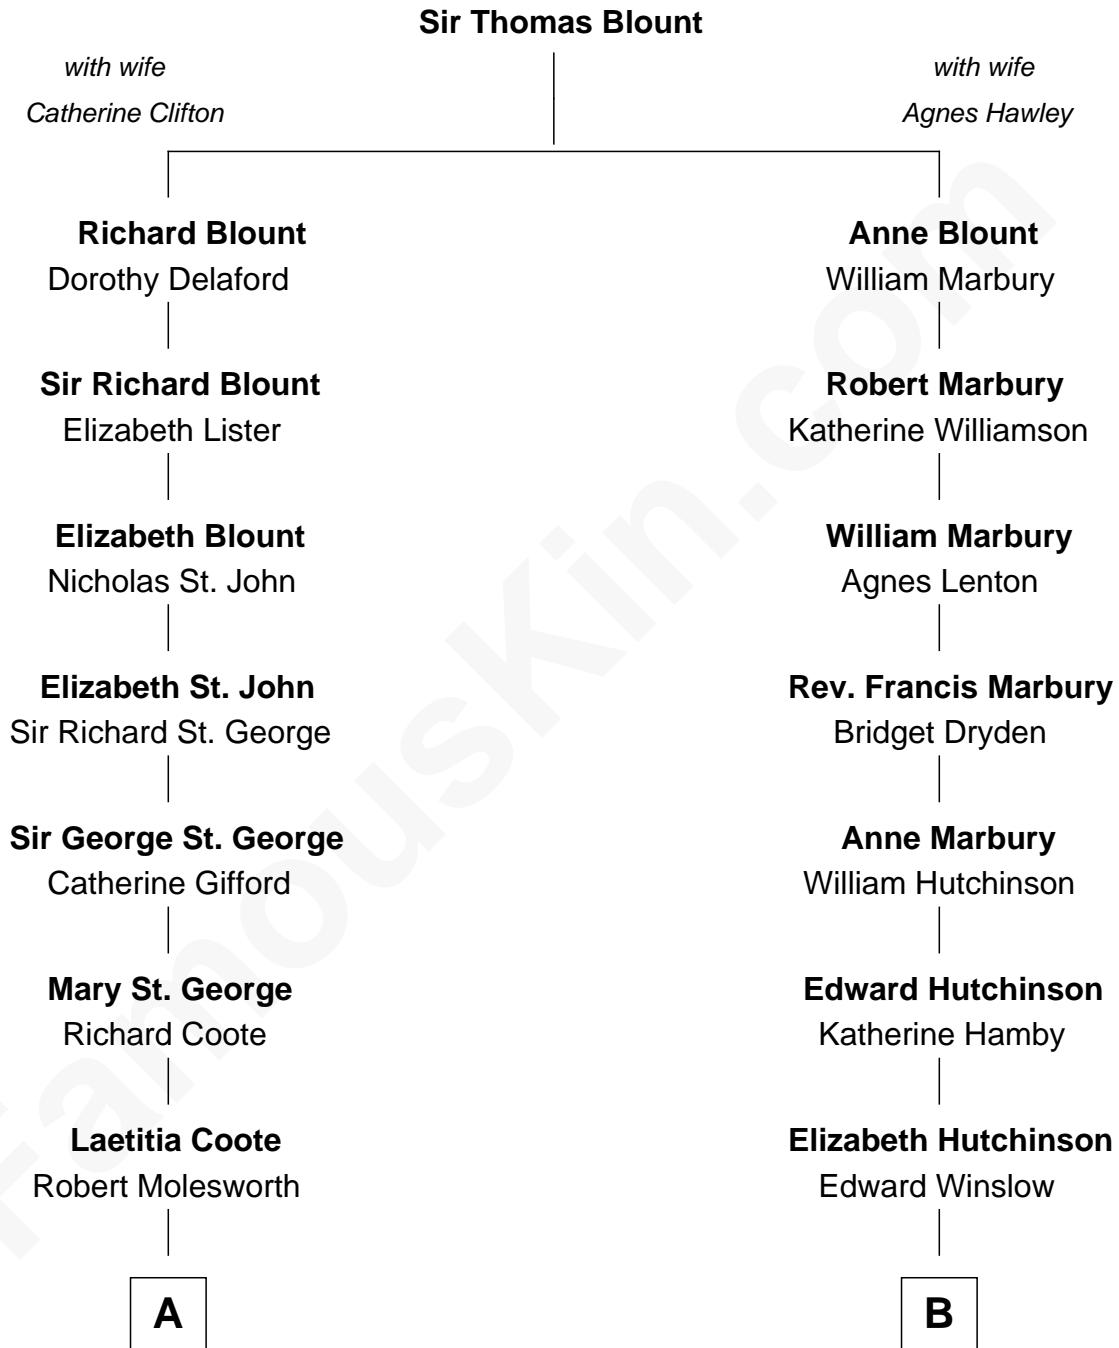 Sir Thomas Blount
with wife
Catherine Clifton
with wife
Agnes Hawley
Richard Blount
Dorothy Delaford
Anne Blount
William Marbury
Sir Richard Blount
Elizabeth Lister
Robert Marbury
Katherine Williamson
Elizabeth Blount
Nicholas St. John
William Marbury
Agnes Lenton
Elizabeth St. John
Sir Richard St. George
Rev. Francis Marbury
Bridget Dryden
Sir George St. George
Catherine Gifford
Anne Marbury
William Hutchinson
Mary St. George
Richard Coote
Edward Hutchinson
Katherine Hamby
Laetitia Coote
Robert Molesworth
Elizabeth Hutchinson
Edward Winslow
A
B
FamousKin.com